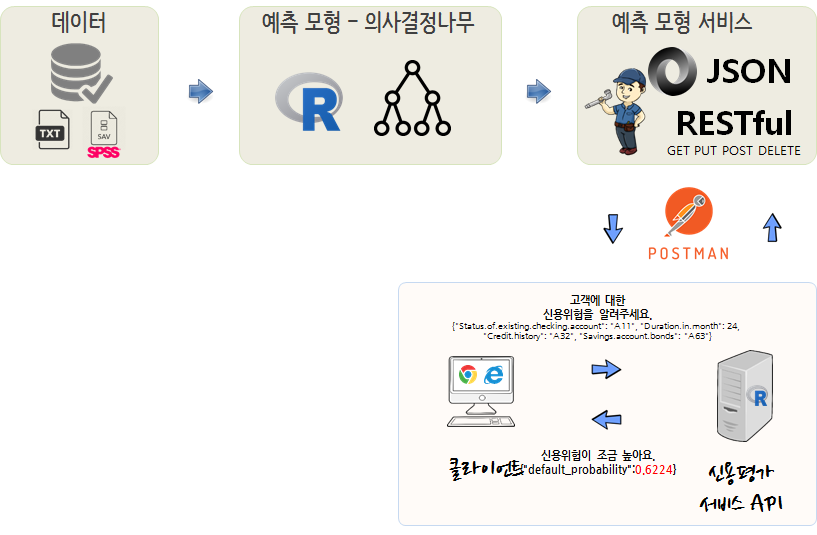 데이터
TXT
SAV
SPSS
예측 모형 - 의사결정나무
R
예측 모형 서비스
JSON
RESTful
GET PUT POST DELETE
POSTMAN
고객에 대한
신용위험을 알려주세요.
{"Status.of.existing.checking.account": "A11", "Duration.in.month": 24,
"Credit.history": "A32", "Savings.account.bonds": "A63"}
R
신용위험이 조금 높아요.
클라이언트
{"default_probability":0.6224}
신용평가
서비스 API